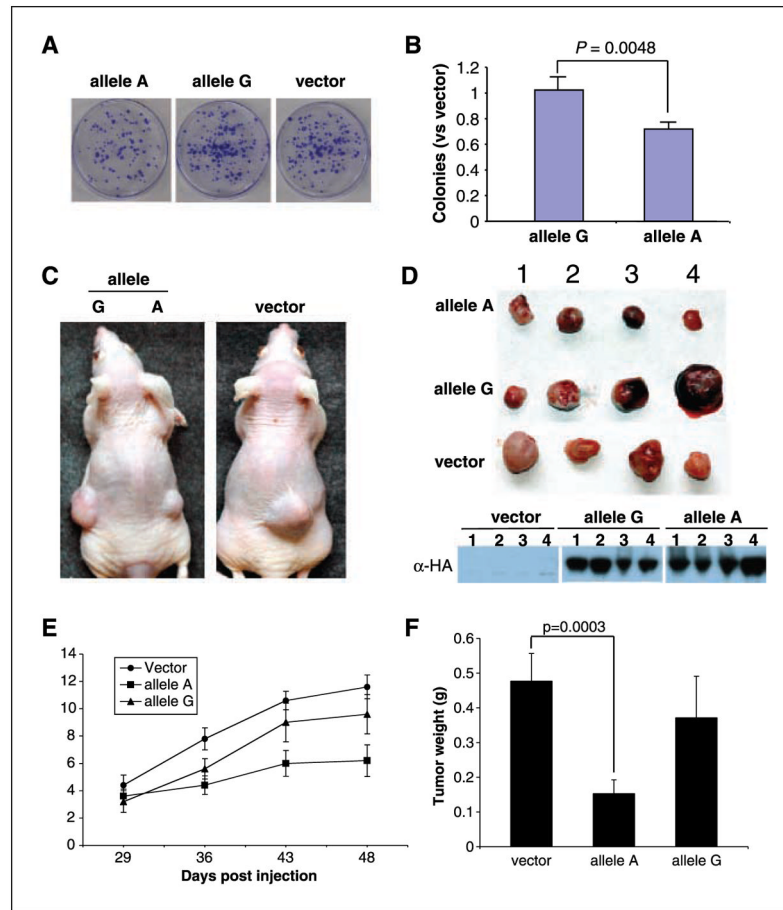 A
allele A allele G vector
B
P = 0.0048
Colonies (vs vector)
1.2
1
0.8
0.6
0.4
0.2
0
allele G allele A
C
allele
G A
vector
D
1 2 3 4
allele A
allele G
vector
vector allele G allele A
1 2 3 4 1 2 3 4 1 2 3 4
α-HA
E
14
12
10
8
6
4
2
0
Vector
allele A
allele G
29 36 43 48
Days post injection
F
p=0.0003
Tumor weight (g)
0.6
0.5
0.4
0.3
0.2
0.1
0
vector allele A allele G